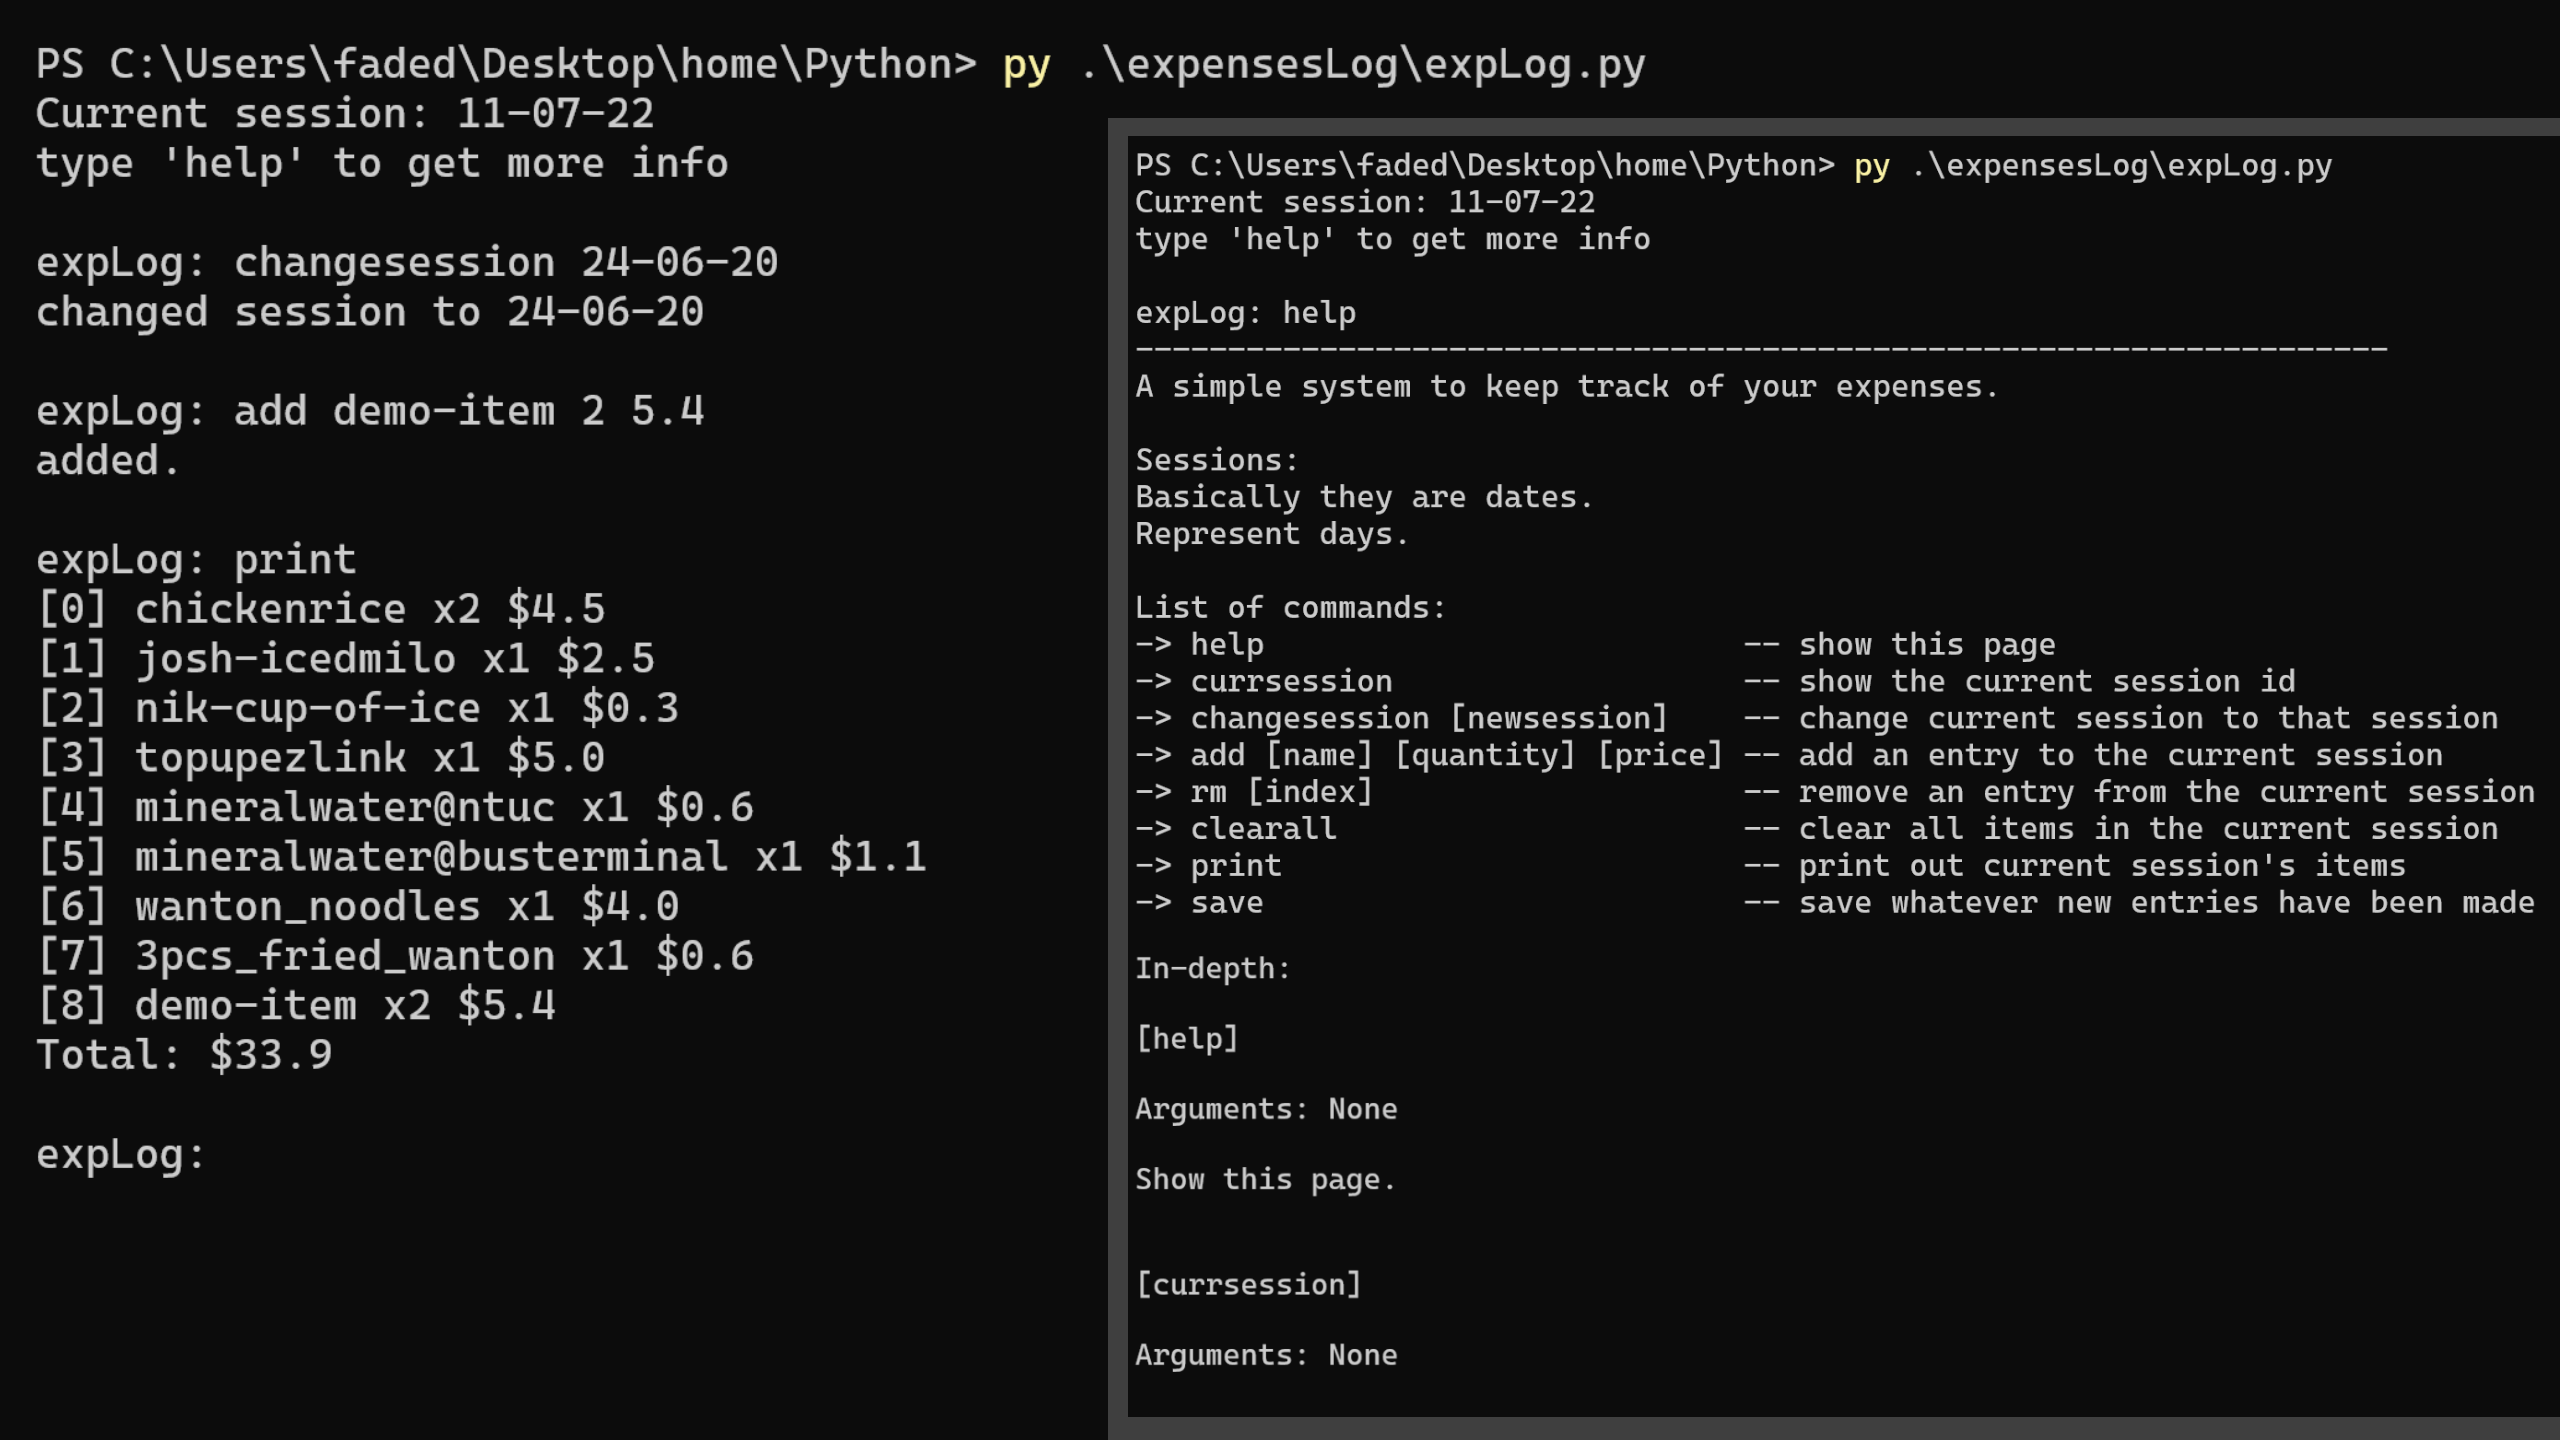 PS C:\Users\faded\Desktop\home\Python> py .\expensesLog\expLog.py
Current session: 11-07-22
type 'help' to get more info
expLog: changesession 24-06-20
changed session to 24-06-20
expLog: add demo-item 2 5.4
added.
expLog: print
[0] chickenrice x2 $4.5
[1] josh-icedmilo x1 $2.5
[2] nik-cup-of-ice x1 $0.3
[3] topupezlink x1 $5.0
[4] mineralwater@ntuc x1 $0.6
[5] mineralwater@busterminal x1 $1.1
[6] wanton_noodles x1 $4.0
[7] 3pcs_fried_wanton x1 $0.6
[8] demo-item x2 $5.4
Total: $33.9
expLog:
PS C:\Users\faded\Desktop\home\Python> py .\expensesLog\expLog.py
Current session: 11-07-22
type 'help' to get more info
expLog: help
--------------------------------------------------------------------
A simple system to keep track of your expenses.
Sessions:
Basically they are dates.
Represent days.
List of commands:
-> help -- show this page
-> currsession -- show the current session id
-> changesession [newsession] -- change current session to that session
-> add [name] [quantity] [price] -- add an entry to the current session
-> rm [index] -- remove an entry from the current session
-> clearall -- clear all items in the current session
-> print -- print out current session's items
-> save -- save whatever new entries have been made
In-depth:
[help]
Arguments: None
Show this page.
[currsession]
Arguments: None